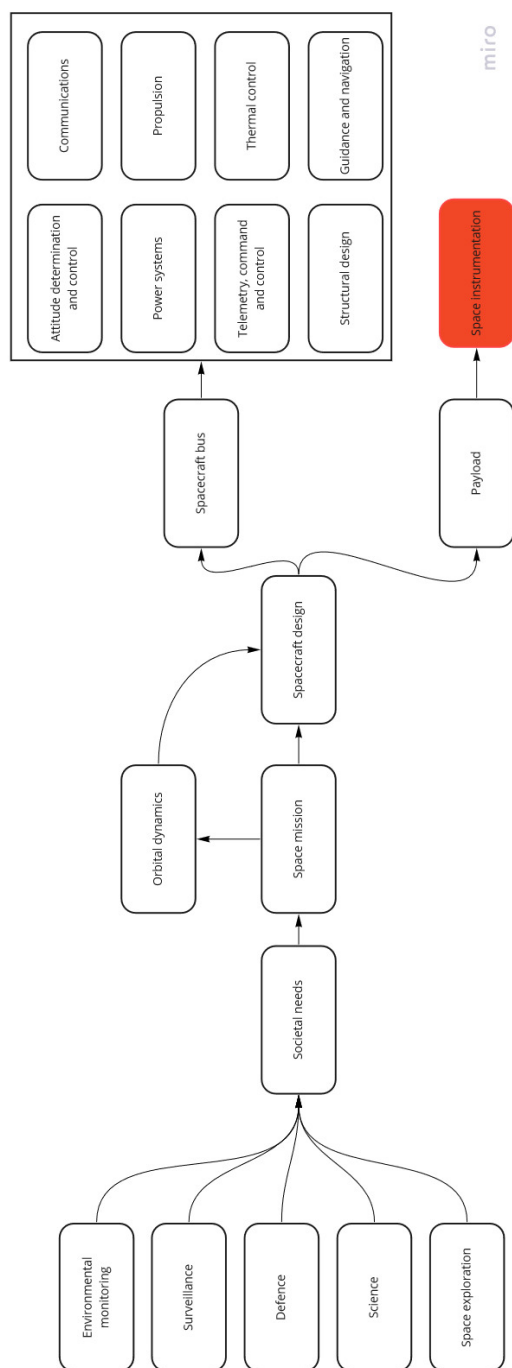 Environmental
monitoring
Surveillance
Defence
Science
Space exploration
Societal needs
Orbital dynamics
Space mission
Spacecraft design
Spacecraft bus
Payload
Attitude determination
and control
Communications
Power systems
Propulsion
Telemetry, command
and control
Thermal control
Structural design
Guidance and navigation
Space instrumentation
miro